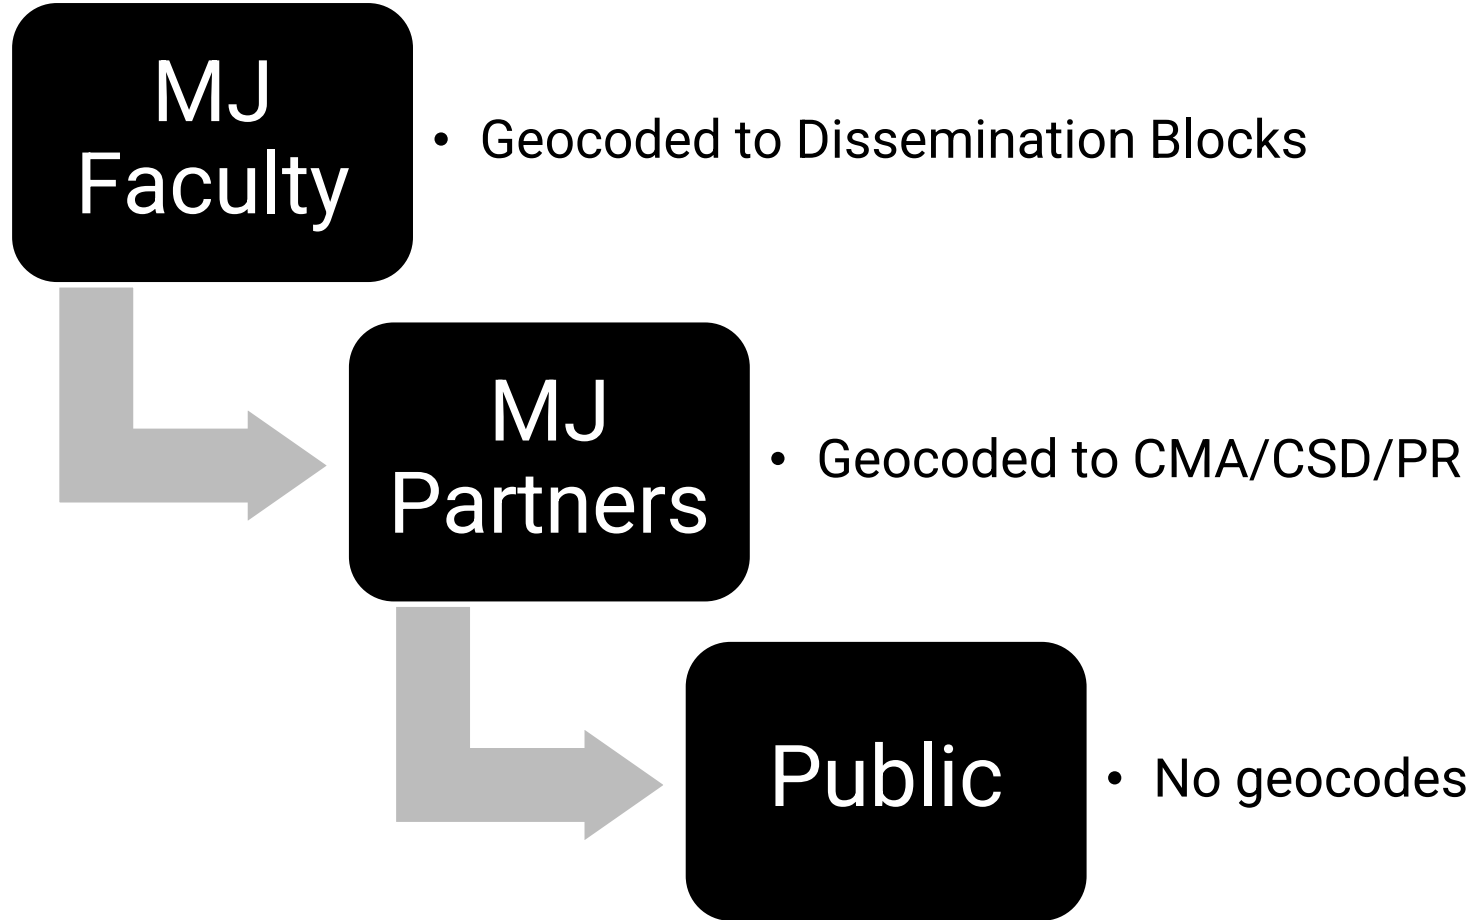 MJ
Faculty
• Geocoded to Dissemination Blocks
MJ
Partners
• Geocoded to CMA/CSD/PR
Public
• No geocodes